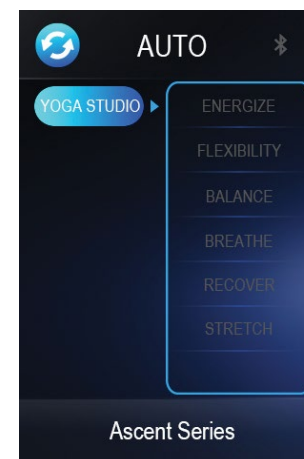 AUTO
YOGA STUDIO
ENERGIZE
FLEXIBILITY
BALANCE
BREATHE
RECOVER
STRETCH
Ascent Series